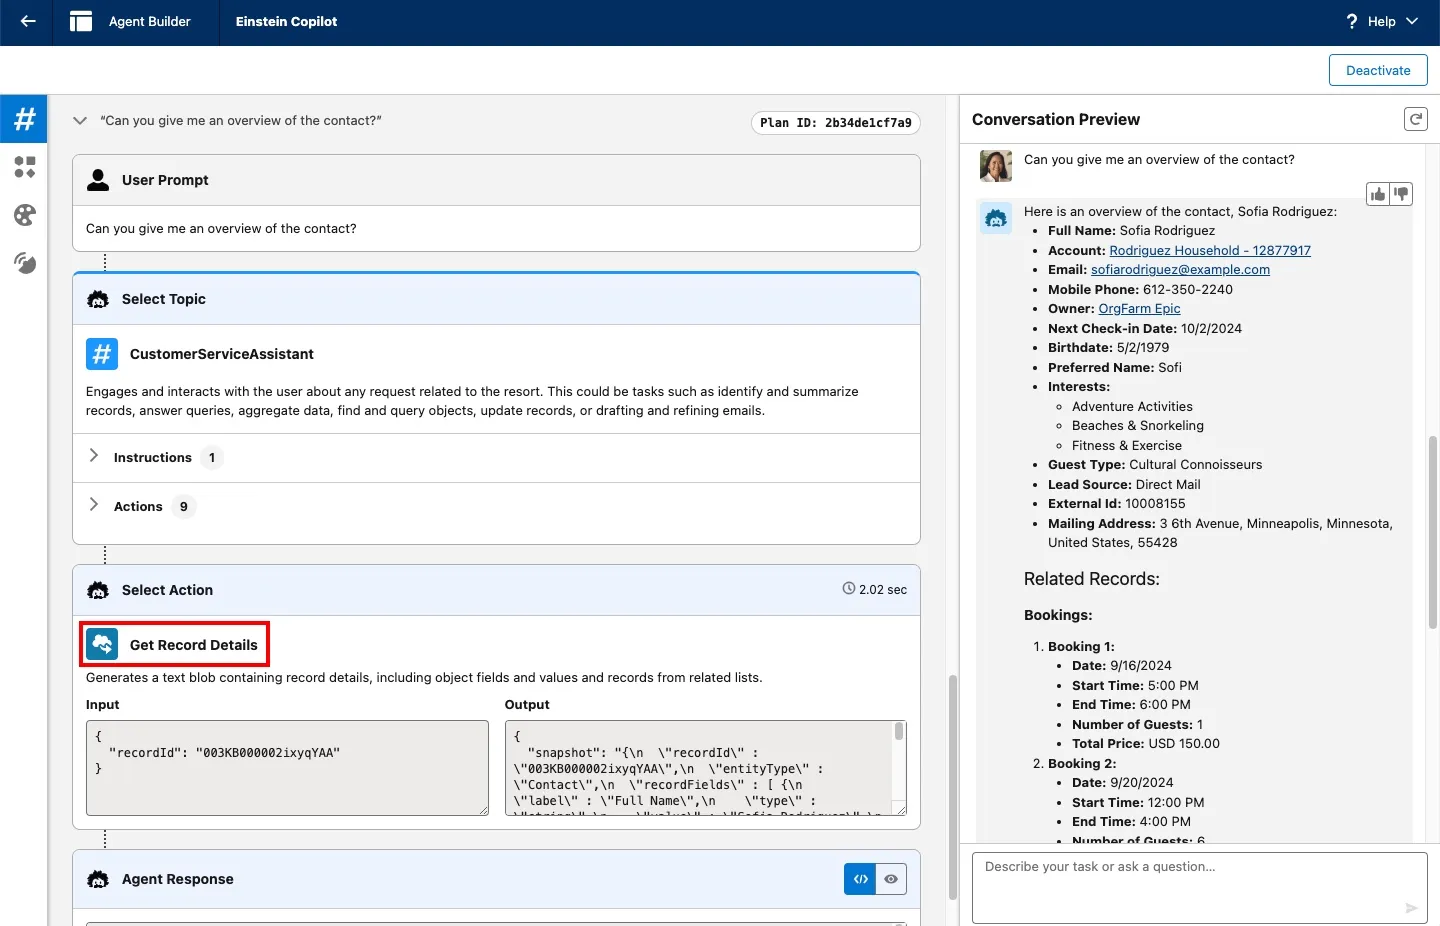 Agent Builder
Einstein Copilot
? Help
Deactivate
“Can you give me an overview of the contact?”
Plan ID: 2b34de1cf7a9
User Prompt
Can you give me an overview of the contact?
Select Topic
# CustomerServiceAssistant
Engages and interacts with the user about any request related to the resort. This could be tasks such as identify and summarize
records, answer queries, aggregate data, find and query objects, update records, or drafting and refining emails.
Instructions 1
Actions 9
Select Action
2.02 sec
Get Record Details
Generates a text blob containing record details, including object fields and values and records from related lists.
Input
{
"recordId": "003KB000002ixyqYAA"
}
Output
{
"snapshot": "{\n  \"recordId\" :
\"003KB000002ixyqYAA\",\n  \"entityType\" :
\"Contact\",\n  \"recordFields\" : [ {\n
\"label\" : \"Full Name\",\n    \"type\" :
\"string\",\n    \"value\" : \"Sofia Rodriguez\",\n
Agent Response
</>
Conversation Preview
Can you give me an overview of the contact?
Here is an overview of the contact, Sofia Rodriguez:
• Full Name: Sofia Rodriguez
• Account: Rodriguez Household - 12877917
• Email: sofiarodriguez@example.com
• Mobile Phone: 612-350-2240
• Owner: OrgFarm Epic
• Next Check-in Date: 10/2/2024
• Birthdate: 5/2/1979
• Preferred Name: Sofi
• Interests:
◦ Adventure Activities
◦ Beaches & Snorkeling
◦ Fitness & Exercise
• Guest Type: Cultural Connoisseurs
• Lead Source: Direct Mail
• External Id: 10008155
• Mailing Address: 3 6th Avenue, Minneapolis, Minnesota,
United States, 55428
Related Records:
Bookings:
1. Booking 1:
• Date: 9/16/2024
• Start Time: 5:00 PM
• End Time: 6:00 PM
• Number of Guests: 1
• Total Price: USD 150.00
2. Booking 2:
• Date: 9/20/2024
• Start Time: 12:00 PM
• End Time: 4:00 PM
• Number of Guests: 6
Describe your task or ask a question...